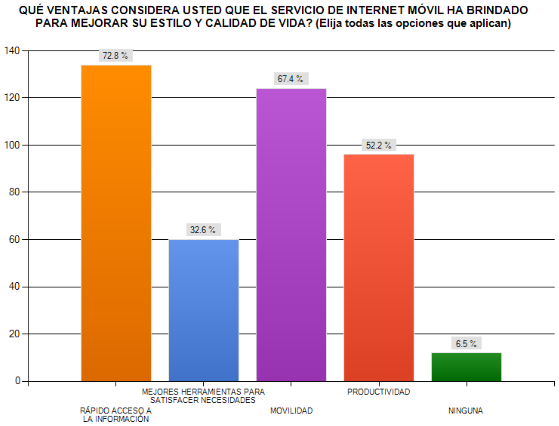 QUÉ VENTAJAS CONSIDERA USTED QUE EL SERVICIO DE INTERNET MÓVIL HA BRINDADO
PARA MEJORAR SU ESTILO Y CALIDAD DE VIDA? (Elija todas las opciones que aplican)
140
120
100
80
60
40
20
0
72.8 %
32.6 %
67.4 %
52.2 %
6.5 %
RÁPIDO ACCESO A
LA INFORMACIÓN
MEJORES HERRAMIENTAS PARA
SATISFACER NECESIDADES
MOVILIDAD
PRODUCTIVIDAD
NINGUNA